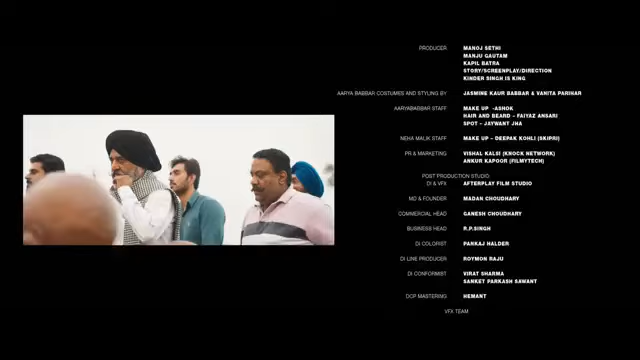 PRODUCER MANOJ SETHI
MANJU GAUTAM
KAPIL BATRA
STORY/SCREENPLAY/DIRECTION
KINDER SINGH IS KING
AARYA BABBAR COSTUMES AND STYLING BY JASMINE KAUR BABBAR & VANITA PARIHAR
AARYABABBAR STAFF MAKE UP -ASHOK
HAIR AND BEARD – FAIYAZ ANSARI
SPOT – JAYWANT JHA
NEHA MALIK STAFF MAKE UP – DEEPAK KOHLI (SKIPRI)
PR & MARKETING VISHAL KALSI (KNOCK NETWORK)
ANKUR KAPOOR (FILMYTECH)
POST PRODUCTION STUDIO
DI & VFX AFTERPLAY FILM STUDIO
MD & FOUNDER MADAN CHOUDHARY
COMMERCIAL HEAD GANESH CHOUDHARY
BUSINESS HEAD R.P.SINGH
DI COLORIST PANKAJ HALDER
DI LINE PRODUCER ROYMON RAJU
DI CONFORMIST VIRAT SHARMA
SANKET PARKASH SAWANT
DCP MASTERING HEMANT
VFX TEAM